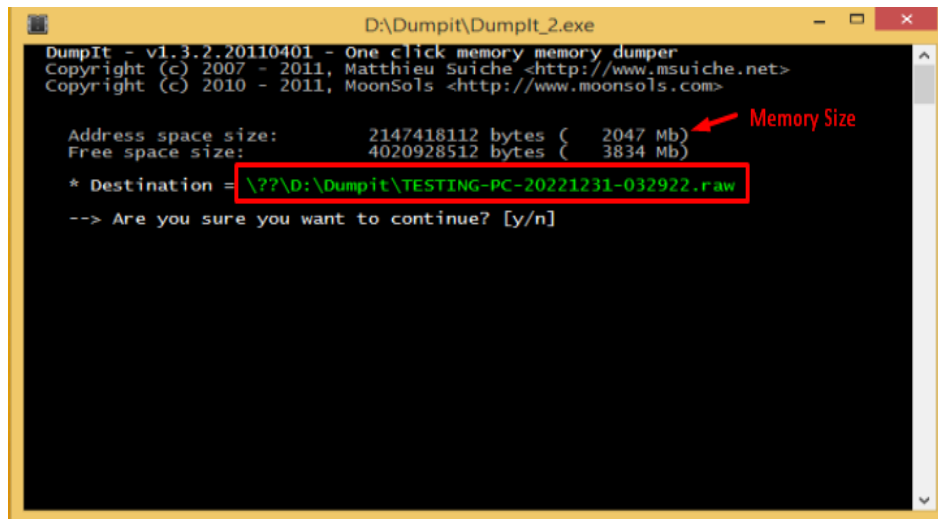 D:\Dumpit\DumpIt_2.exe
DumpIt - v1.3.2.20110401 - One click memory memory dumper
Copyright (c) 2007 - 2011, Matthieu Suiche <http://www.msuiche.net>
Copyright (c) 2010 - 2011, MoonSols <http://www.moonsols.com>
Memory Size
Address space size: 2147418112 bytes ( 2047 Mb)
Free space size: 4020928512 bytes ( 3834 Mb)
* Destination = \??\D:\Dumpit\TESTING-PC-20221231-032922.raw
--> Are you sure you want to continue? [y/n]